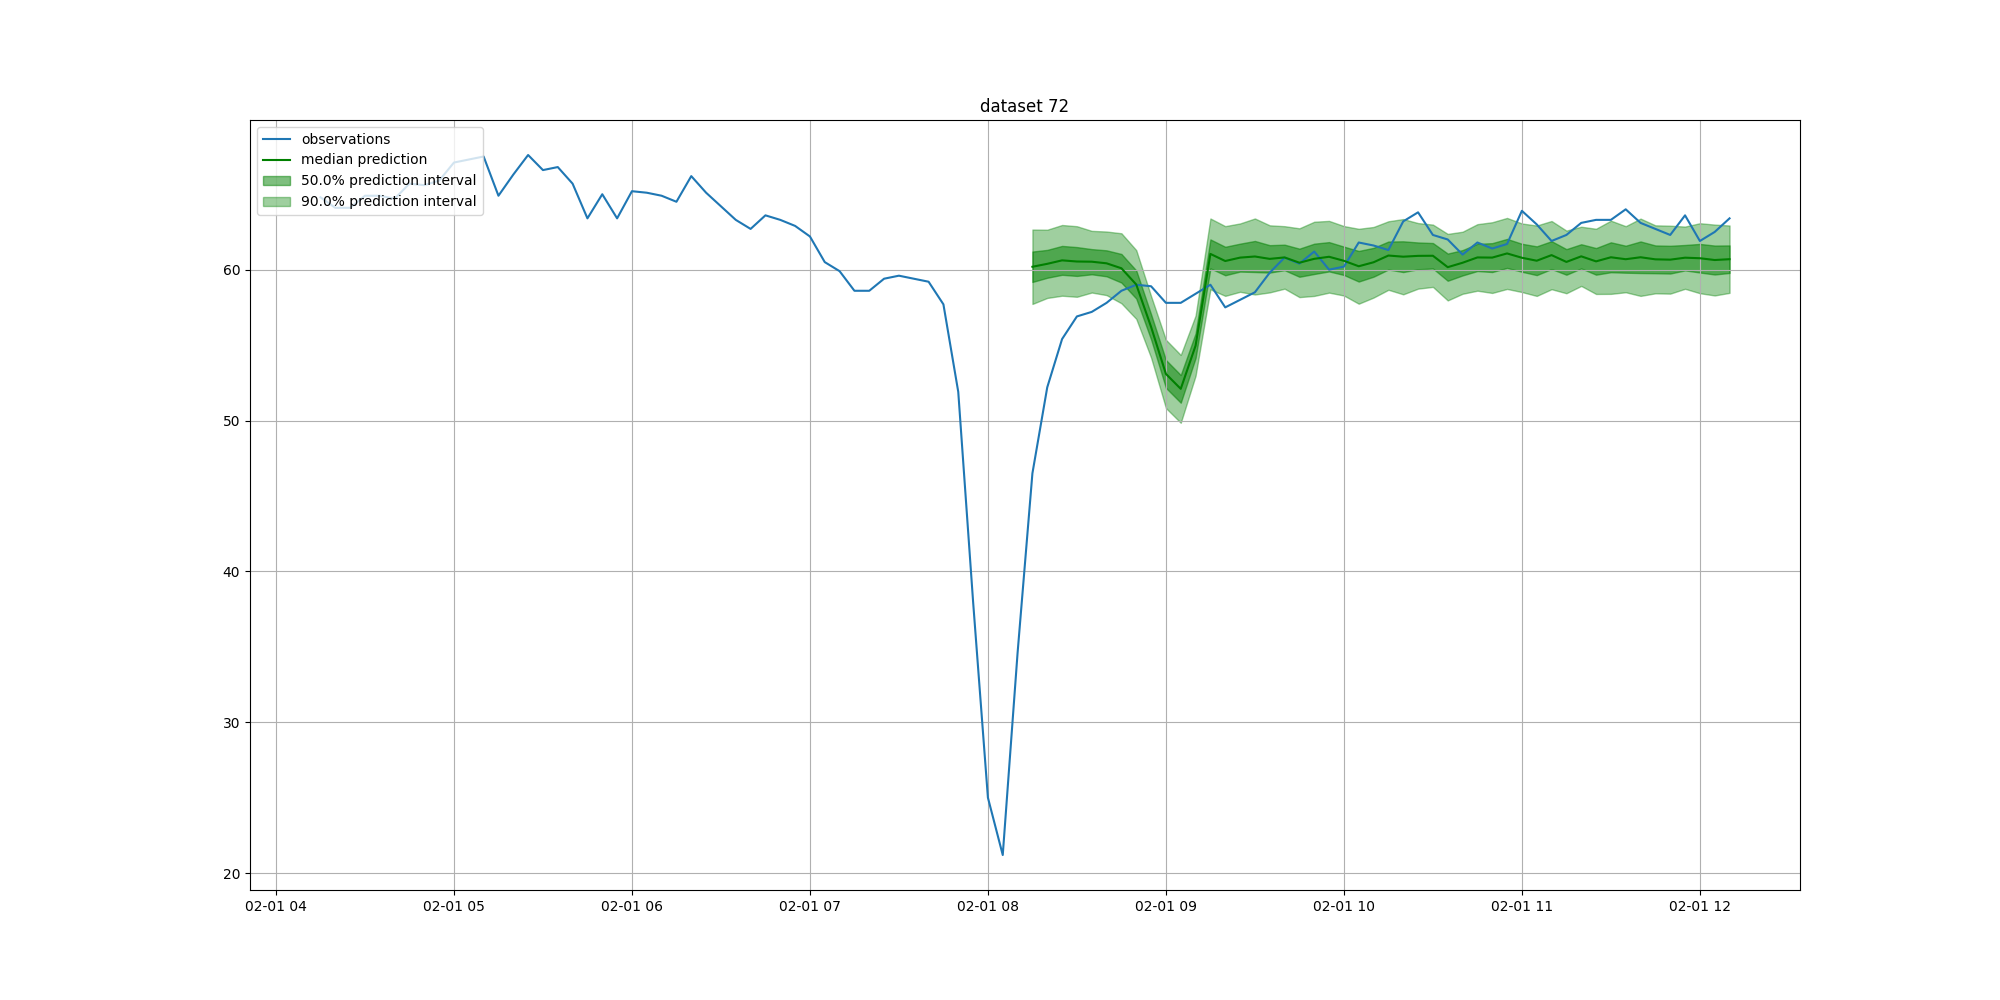 dataset 72
observations
median prediction
50.0% prediction interval
90.0% prediction interval
60
50
40
30
20
02-01 04
02-01 05
02-01 06
02-01 07
02-01 08
02-01 09
02-01 10
02-01 11
02-01 12